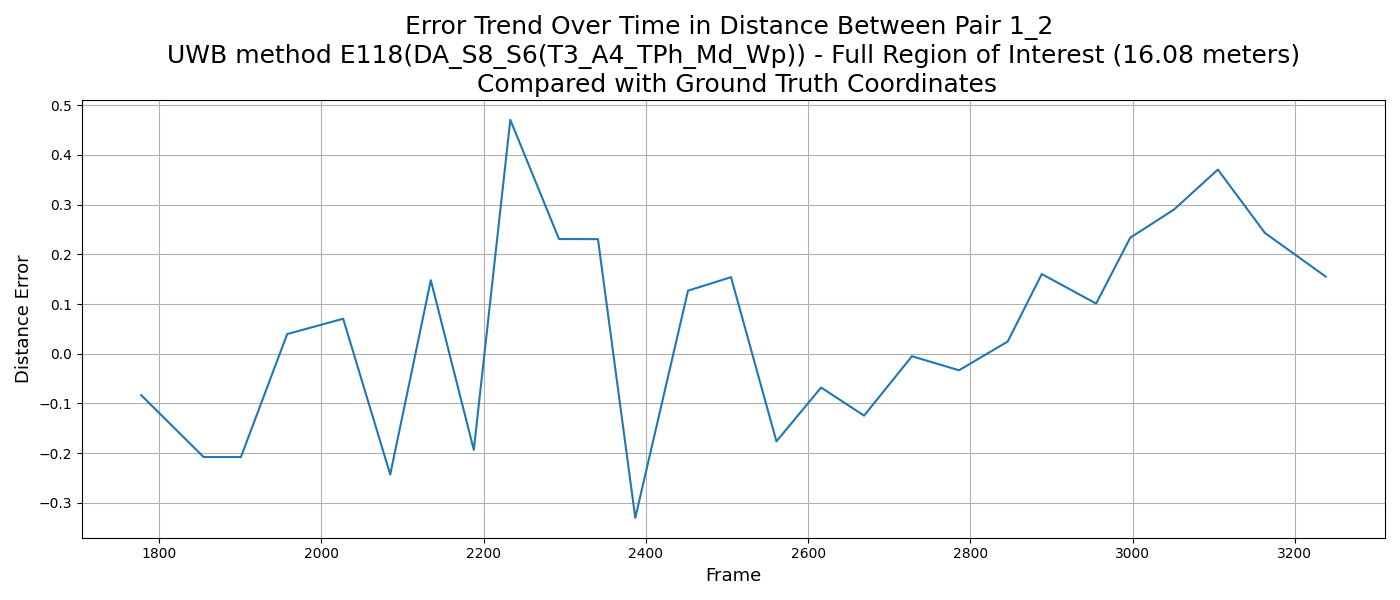 Error Trend Over Time in Distance Between Pair 1_2
UWB method E118(DA_S8_S6(T3_A4_TPh_Md_Wp)) - Full Region of Interest (16.08 meters)
Compared with Ground Truth Coordinates
0.5
0.4
0.3
0.2
0.1
0.0
−0.1
−0.2
−0.3
Distance Error
1800 2000 2200 2400 2600 2800 3000 3200
Frame